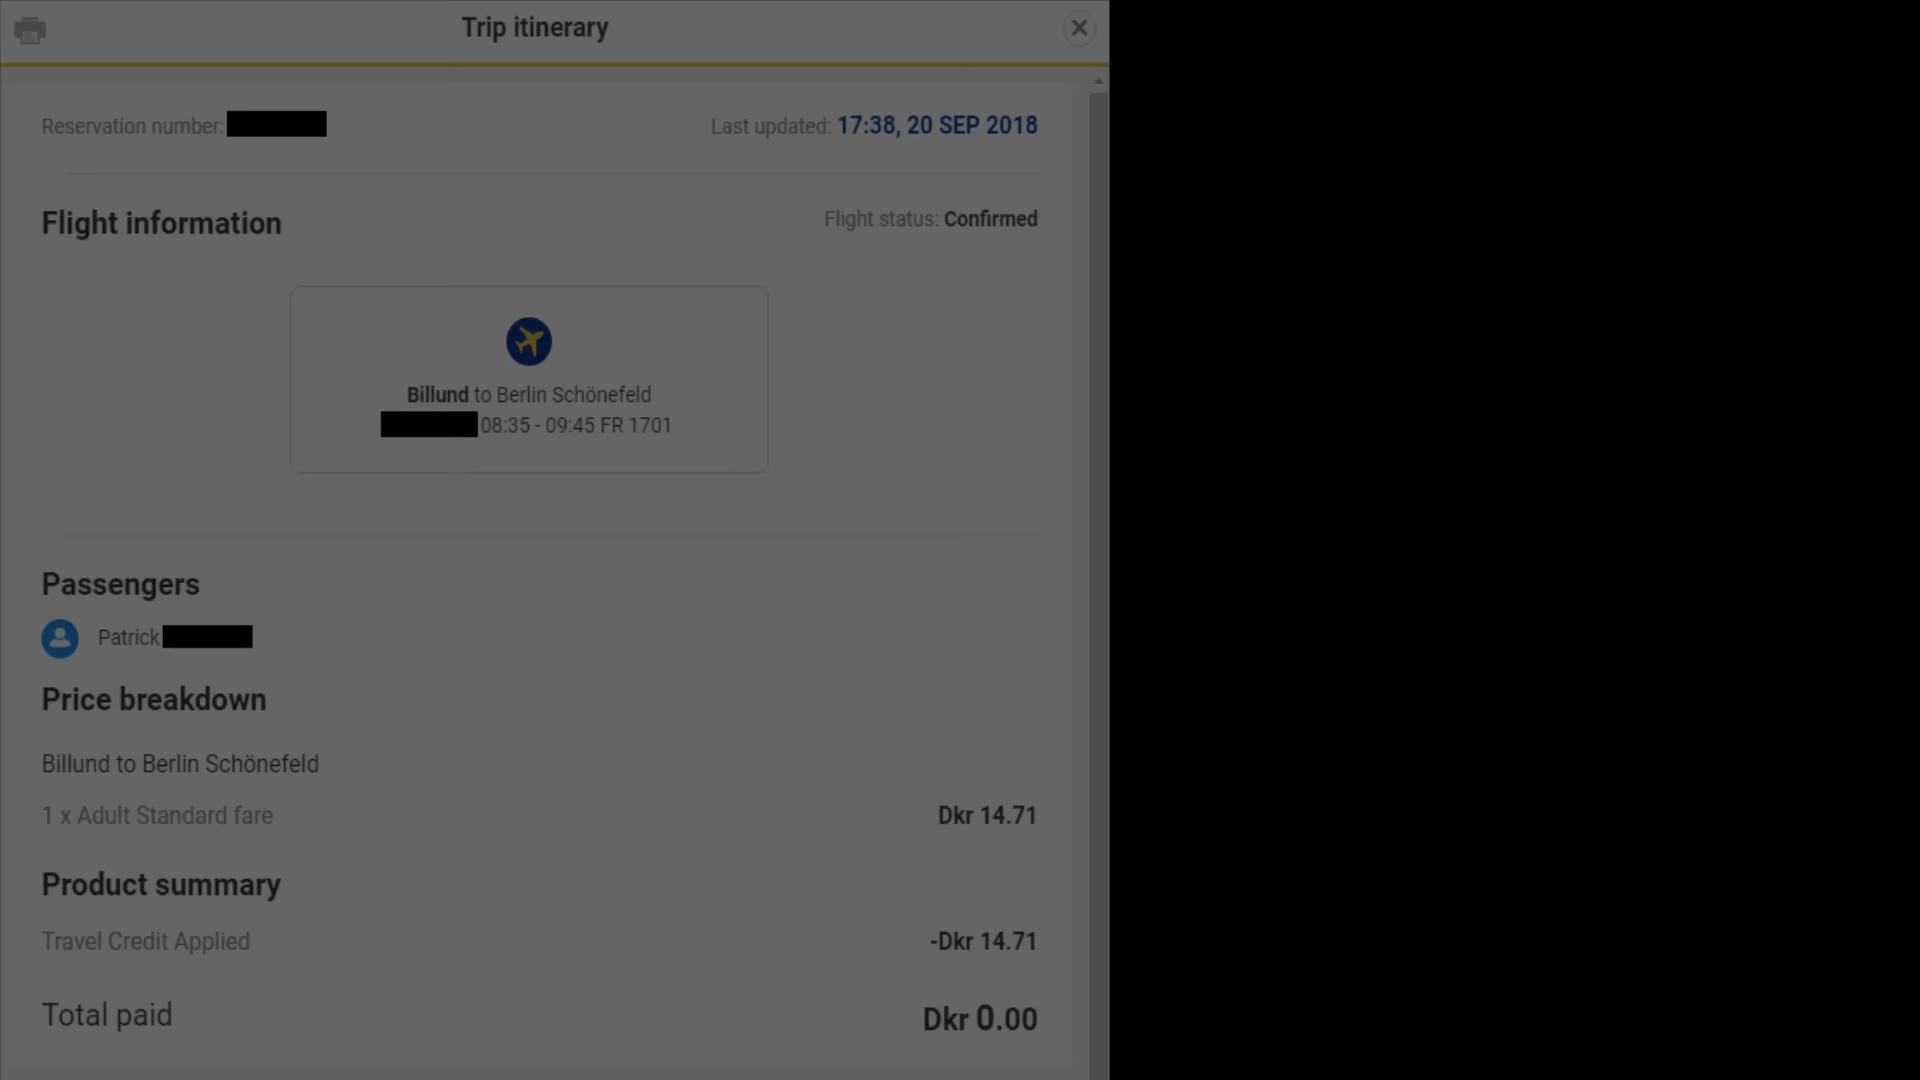 Trip itinerary
Reservation number:
Last updated: 17:38, 20 SEP 2018
Flight information
Flight status: Confirmed
Billund to Berlin Schönefeld
08:35 - 09:45 FR 1701
Passengers
Patrick
Price breakdown
Billund to Berlin Schönefeld
1 x Adult Standard fare
Dkr 14.71
Product summary
Travel Credit Applied
-Dkr 14.71
Total paid
Dkr 0.00